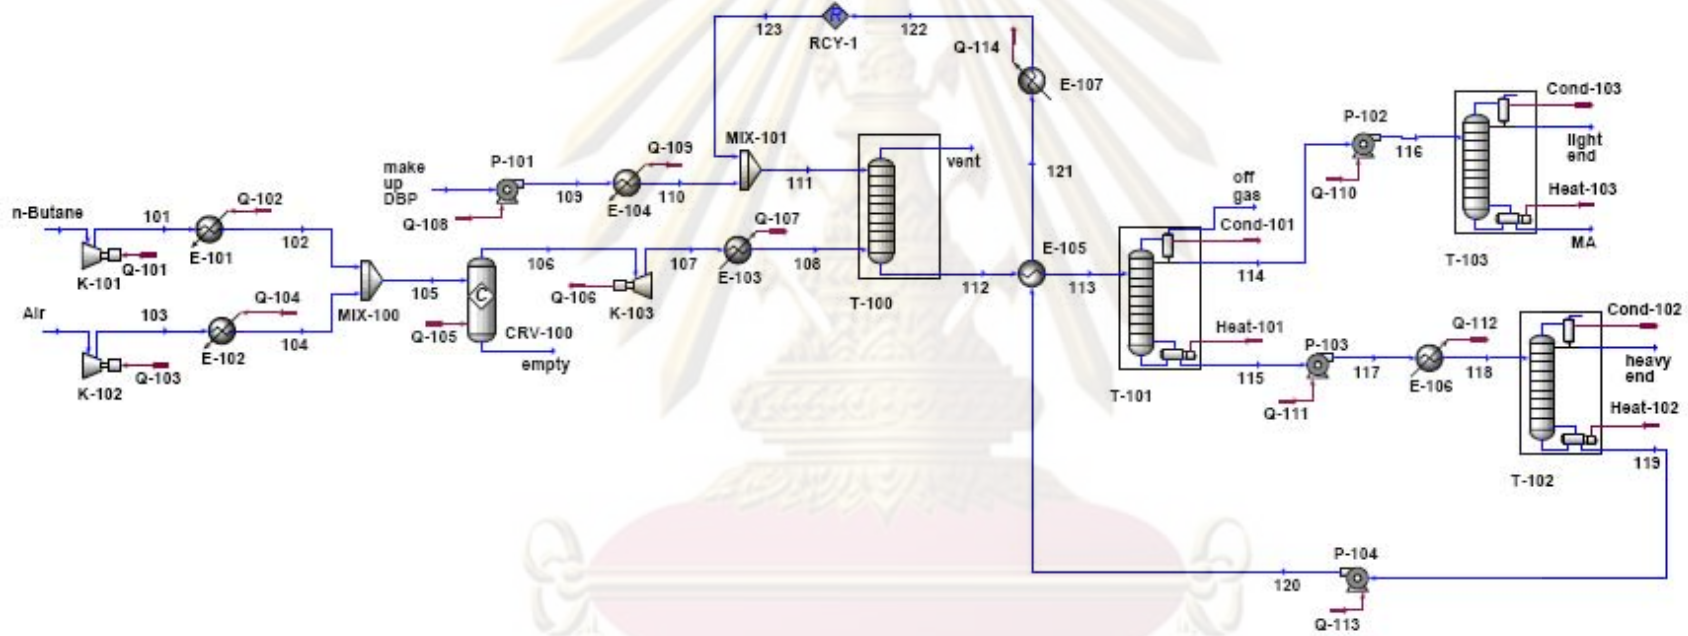 123
RCY-1
122
Q-114
E-107
Cond-103
P-102
116
light
end
Q-110
Heat-103
MA
T-103
MIX-101
Q-109
make
up
DBP
P-101
109
110
111
E-104
Q-108
vent
121
off
gas
Cond-101
n-Butane
101
Q-102
102
E-101
Q-101
K-101
106
107
Q-107
108
E-103
Q-106
K-103
T-100
112
E-105
113
114
Cond-102
Q-112
heavy
end
Air
103
Q-104
104
E-102
Q-103
K-102
MIX-100
105
Q-105
C
CRV-100
empty
Heat-101
115
T-101
P-103
117
E-106
118
Q-111
Heat-102
119
T-102
P-104
120
Q-113
R